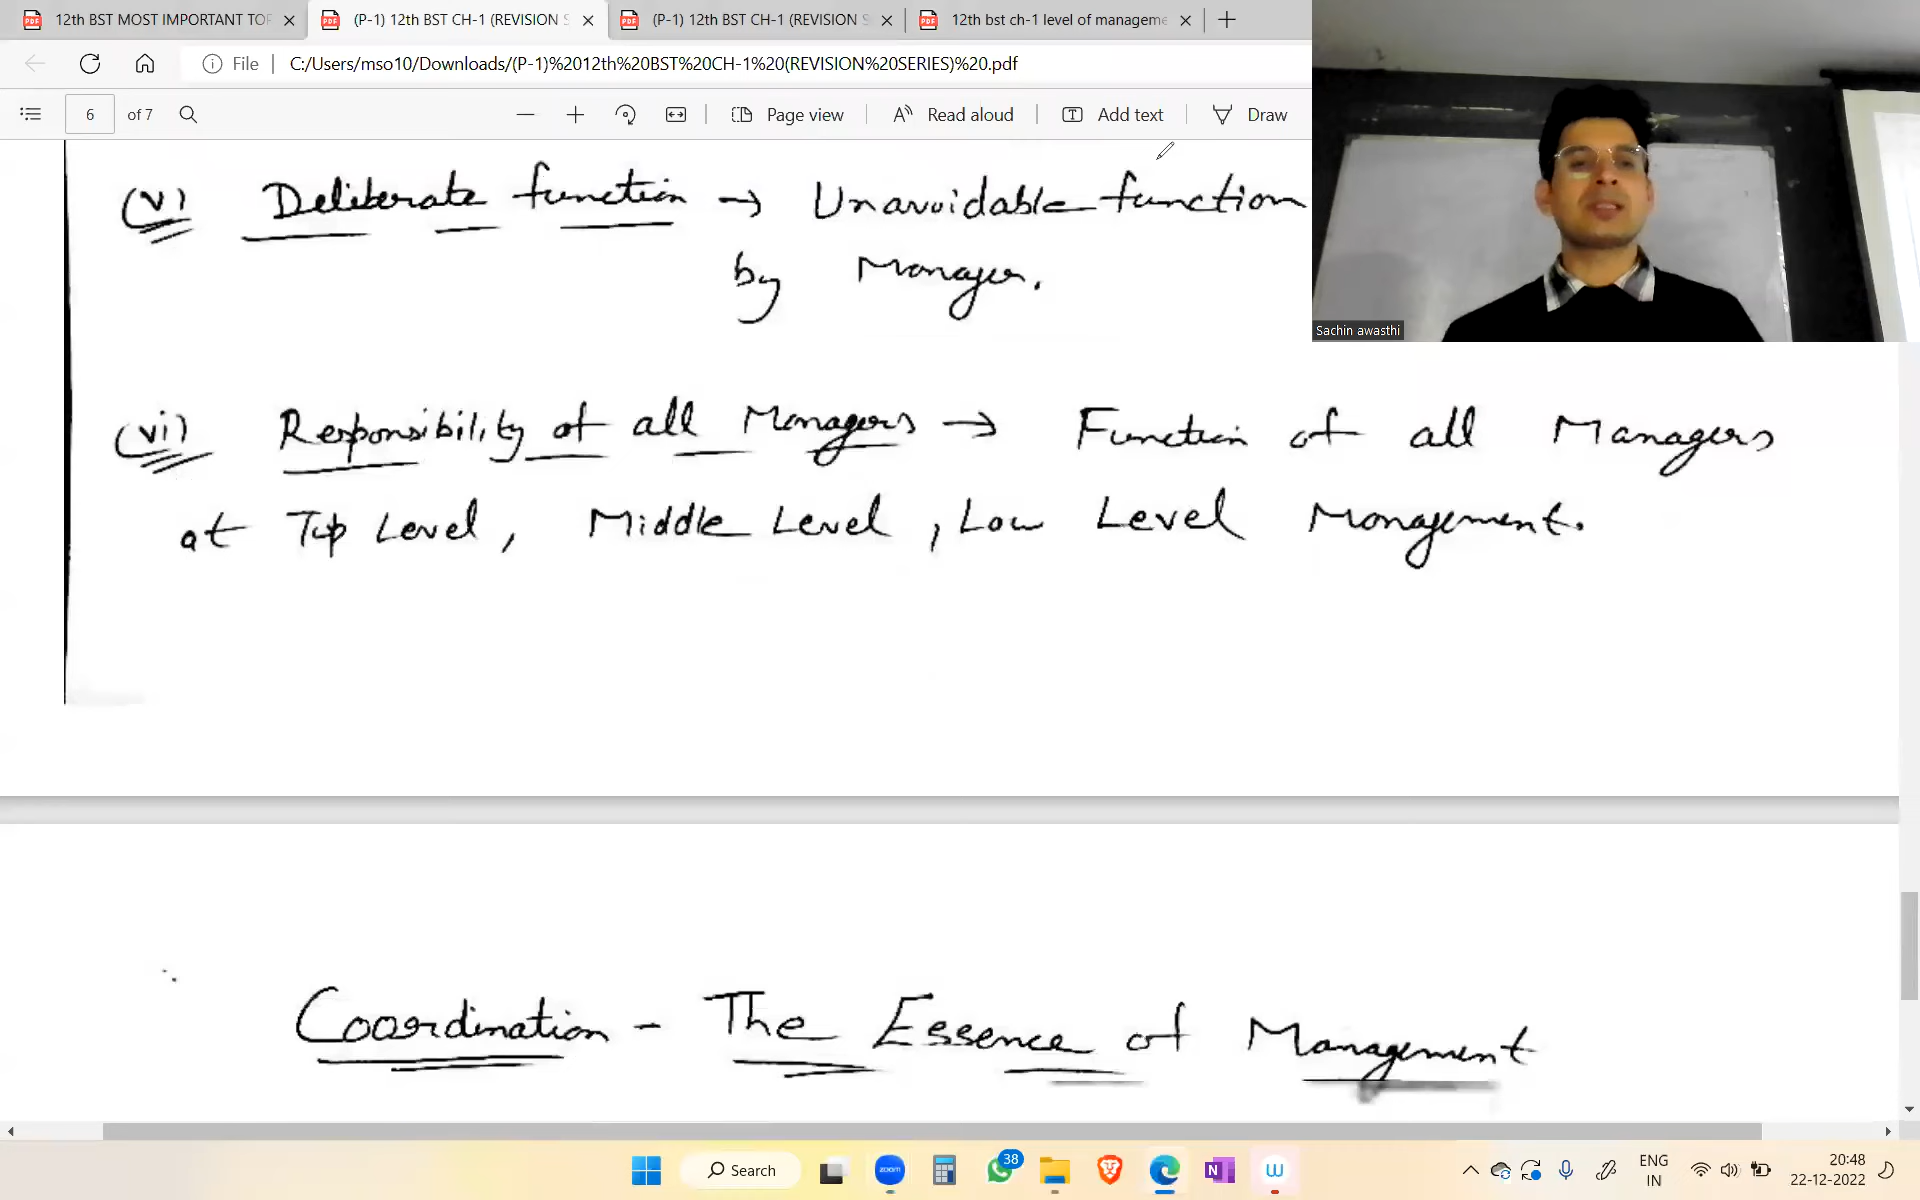 12th BST MOST IMPORTANT TOP
(P-1) 12th BST CH-1 (REVISION S
(P-1) 12th BST CH-1 (REVISION S
12th bst ch-1 level of manageme
File
C:/Users/mso10/Downloads/(P-1)%2012th%20BST%20CH-1%20(REVISION%20SERIES)%20.pdf
6 of 7
Page view
Read aloud
Add text
Draw
(v) Deliberate function → Unavoidable function
by Manager.
Sachin awasthi
(vi) Responsibility of all Managers → Function of all Managers
at Top Level, Middle Level, Low Level Management.
Coordination - The Essence of Management
Search
zoom
38
ENG
IN
20:48
22-12-2022